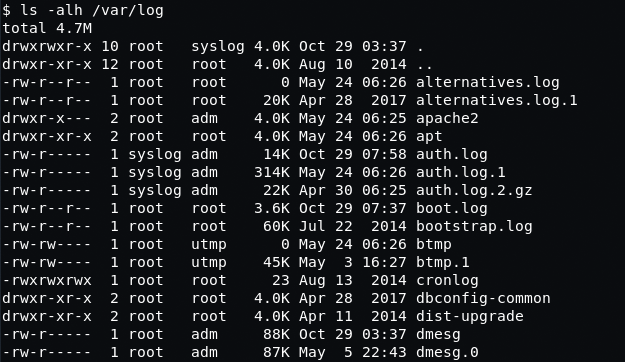 $ ls -alh /var/log
total 4.7M
drwxrwxr-x 10 root   syslog 4.0K Oct 29 03:37 .
drwxr-xr-x 12 root   root   4.0K Aug 10  2014 ..
-rw-r--r--  1 root   root      0 May 24 06:26 alternatives.log
-rw-r--r--  1 root   root    20K Apr 28  2017 alternatives.log.1
drwxr-x---  2 root   adm    4.0K May 24 06:25 apache2
drwxr-xr-x  2 root   root   4.0K May 24 06:26 apt
-rw-r-----  1 syslog adm     14K Oct 29 07:58 auth.log
-rw-r-----  1 syslog adm    314K May 24 06:26 auth.log.1
-rw-r-----  1 syslog adm     22K Apr 30 06:25 auth.log.2.gz
-rw-r--r--  1 root   root   3.6K Oct 29 07:37 boot.log
-rw-r--r--  1 root   root    60K Jul 22  2014 bootstrap.log
-rw-rw----  1 root   utmp      0 May 24 06:26 btmp
-rw-rw----  1 root   utmp    45K May  3 16:27 btmp.1
-rwxrwxrwx  1 root   root     23 Aug 13  2014 cronlog
drwxr-xr-x  2 root   root   4.0K Apr 28  2017 dbconfig-common
drwxr-xr-x  2 root   root   4.0K Apr 11  2014 dist-upgrade
-rw-r-----  1 root   adm     88K Oct 29 03:37 dmesg
-rw-r-----  1 root   adm     87K May  5 22:43 dmesg.0